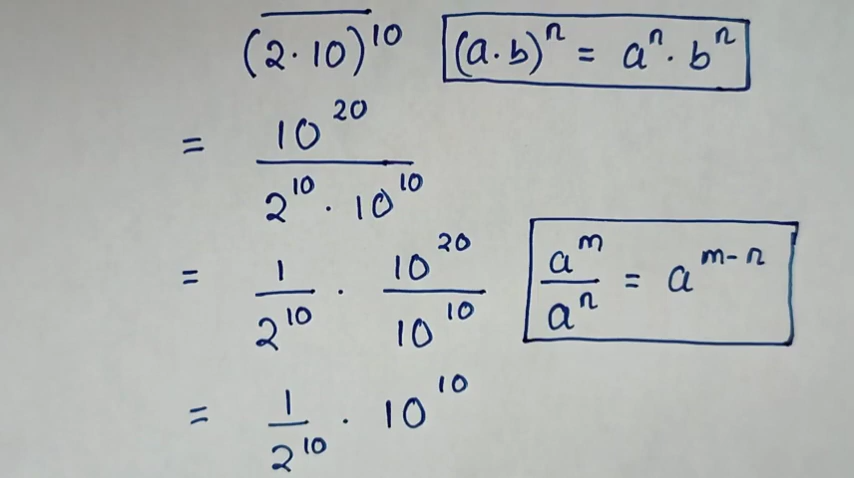 (2·10)^10   (a·b)^n = a^n · b^n
= 10^20 / 2^10 · 10^10
= 1/2^10 · 10^20/10^10   a^m/a^n = a^(m-n)
= 1/2^10 · 10^10